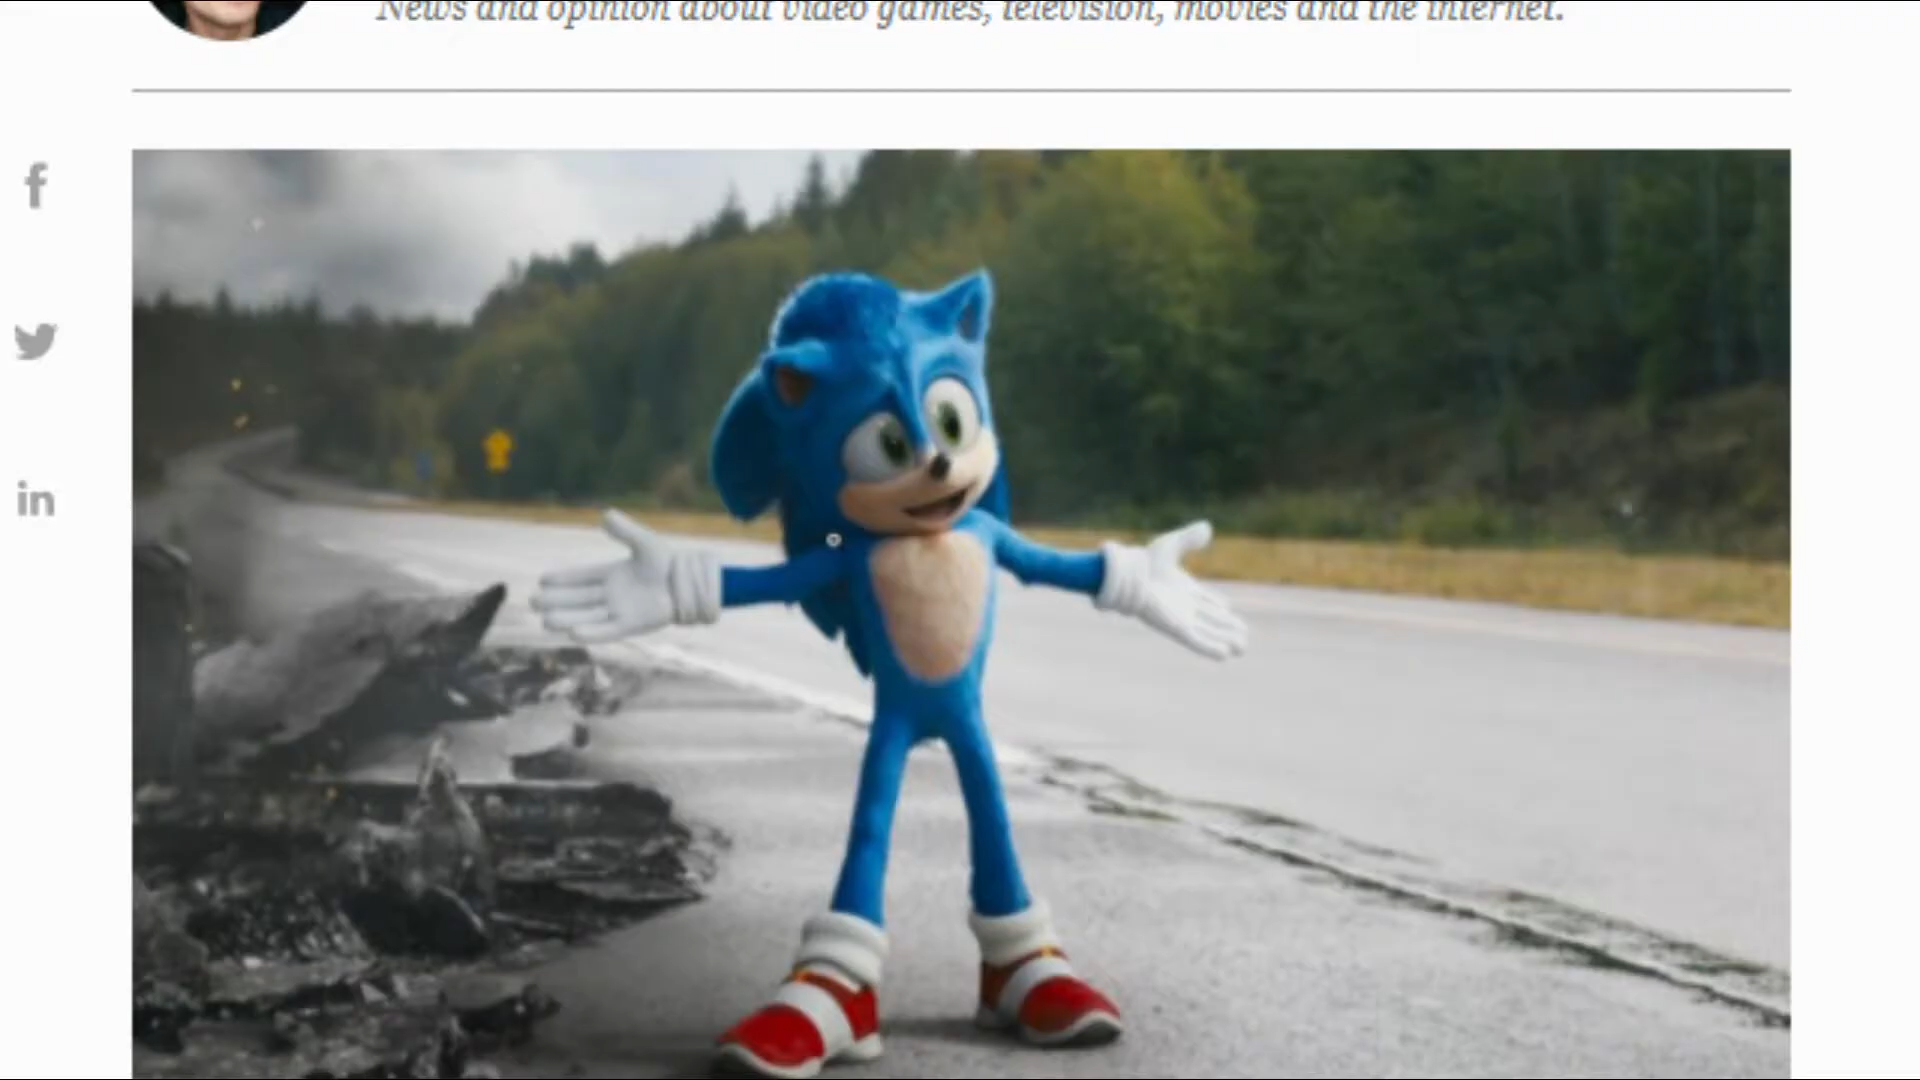 News and opinion about video games, television, movies and the internet.
f
in